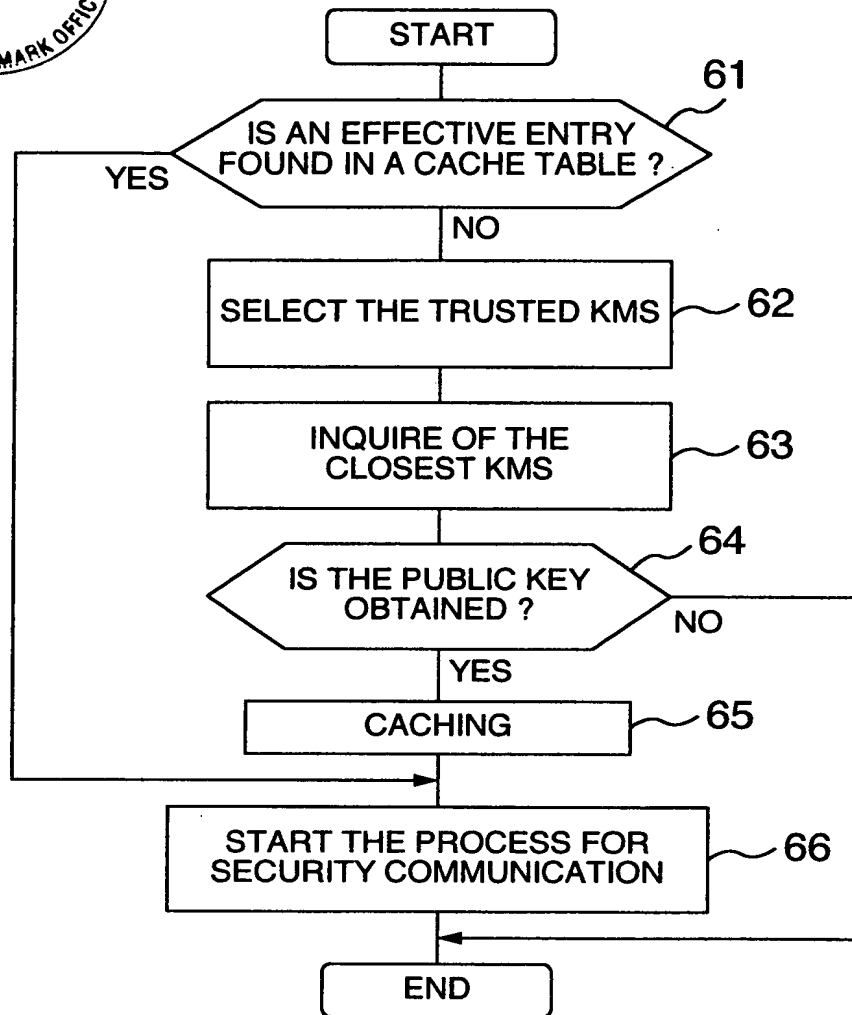 MARK OFFIC
START
61
IS AN EFFECTIVE ENTRY
FOUND IN A CACHE TABLE ?
YES
NO
SELECT THE TRUSTED KMS
62
INQUIRE OF THE
CLOSEST KMS
63
64
IS THE PUBLIC KEY
OBTAINED ?
NO
YES
CACHING
65
START THE PROCESS FOR
SECURITY COMMUNICATION
66
END